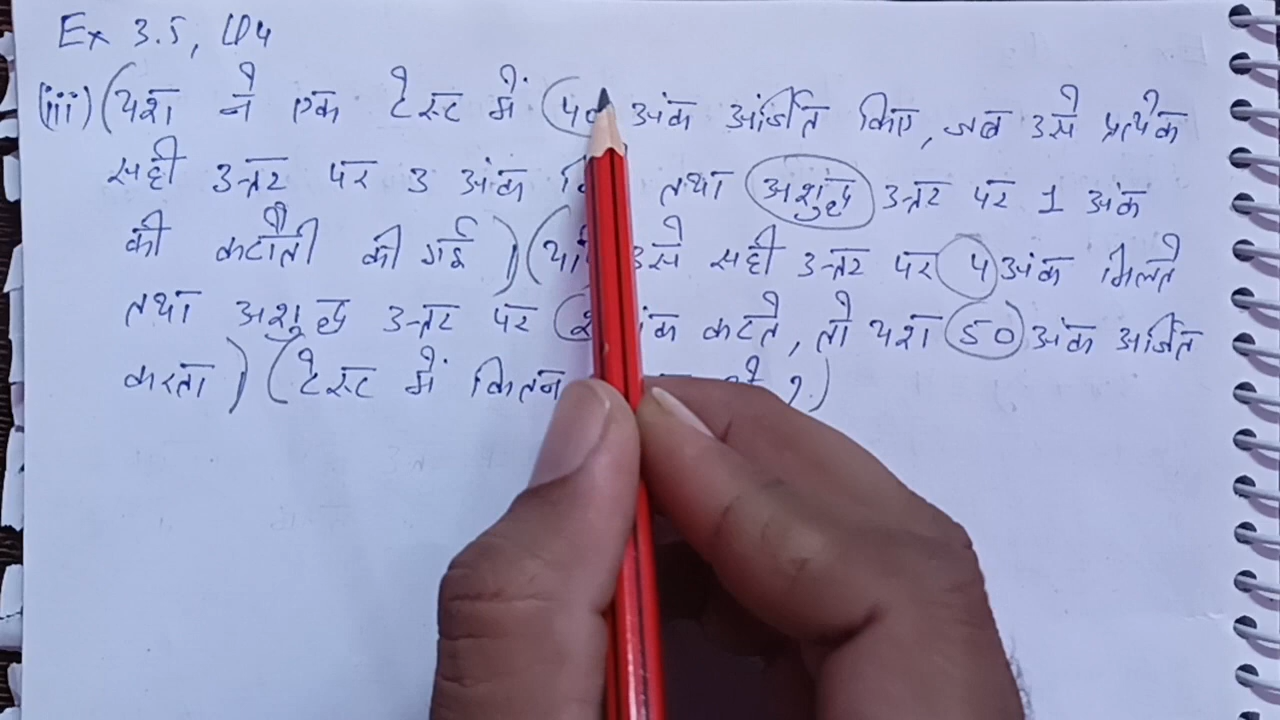 Ex 3.5, Q4
(iii) (यश ने एक टेस्ट में अंक अर्जित किए, जब उसे प्रत्येक
सही उत्तर पर 3 अंक तथा अशुद्ध उत्तर पर 1 अंक
की कटौती की गई) (उसे सही उत्तर पर 4 अंक मिलते
तथा अशुद्ध उत्तर पर कटते, तो यश 50 अंक अर्जित
करता) (टेस्ट में ?)